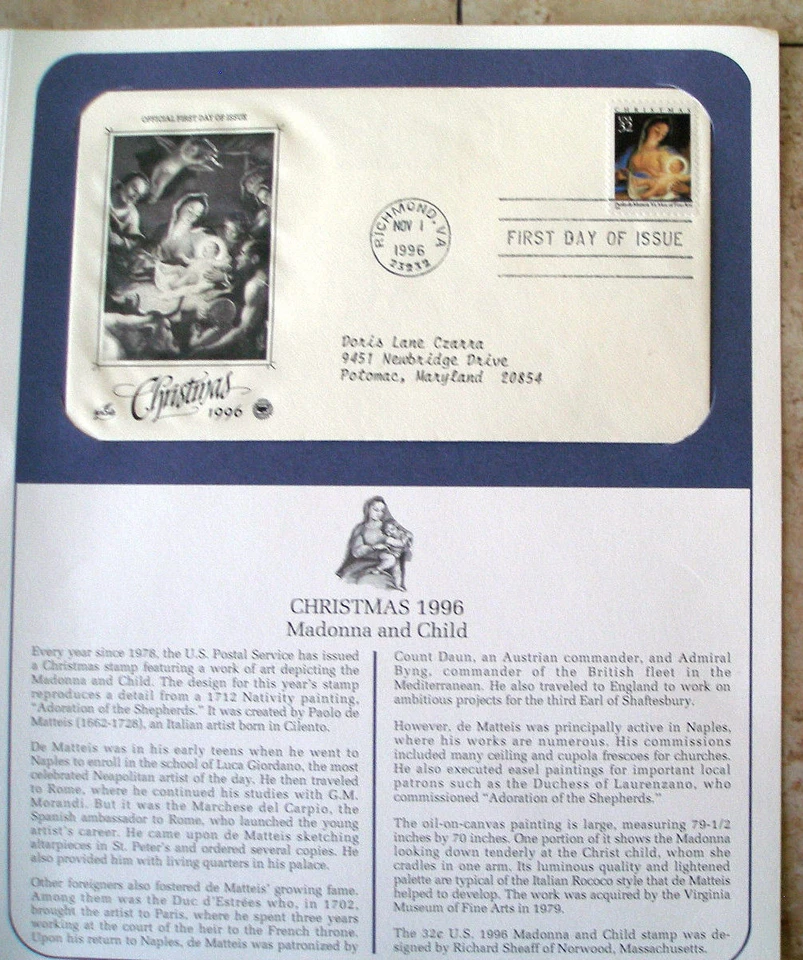 OFFICIAL FIRST DAY OF ISSUE
CHRISTMAS
USA
32
RICHMOND, VA
NOV 1
1996
23232
FIRST DAY OF ISSUE
Doris Lane Czarra
9451 Newbridge Drive
Potomac, Maryland 20854
Christmas
1996
CHRISTMAS 1996
Madonna and Child
Every year since 1978, the U.S. Postal Service has issued
a Christmas stamp featuring a work of art depicting the
Madonna and Child. The design for this year's stamp
reproduces a detail from a 1712 Nativity painting,
"Adoration of the Shepherds." It was created by Paolo de
Matteis (1662-1728), an Italian artist born in Cilento.
De Matteis was in his early teens when he went to
Naples to enroll in the school of Luca Giordano, the most
celebrated Neapolitan artist of the day. He then traveled
to Rome, where he continued his studies with G.M.
Morandi. But it was the Marchese del Carpio, the
Spanish ambassador to Rome, who launched the young
artist's career. He came upon de Matteis sketching
altarpieces in St. Peter's and ordered several copies. He
also provided him with living quarters in his palace.
Other foreigners also fostered de Matteis' growing fame.
Among them was the Duc d'Estrées who, in 1702,
brought the artist to Paris, where he spent three years
working at the court of the heir to the French throne.
Upon his return to Naples, de Matteis was patronized by
Count Daun, an Austrian commander, and Admiral
Byng, commander of the British fleet in the
Mediterranean. He also traveled to England to work on
ambitious projects for the third Earl of Shaftesbury.
However, de Matteis was principally active in Naples,
where his works are numerous. His commissions
included many ceiling and cupola frescoes for churches.
He also executed easel paintings for important local
patrons such as the Duchess of Laurenzano, who
commissioned "Adoration of the Shepherds."
The oil-on-canvas painting is large, measuring 79-1/2
inches by 70 inches. One portion of it shows the Madonna
looking down tenderly at the Christ child, whom she
cradles in one arm. Its luminous quality and lightened
palette are typical of the Italian Rococo style that de Matteis
helped to develop. The work was acquired by the Virginia
Museum of Fine Arts in 1979.
The 32¢ U.S. 1996 Madonna and Child stamp was de-
signed by Richard Sheaff of Norwood, Massachusetts.